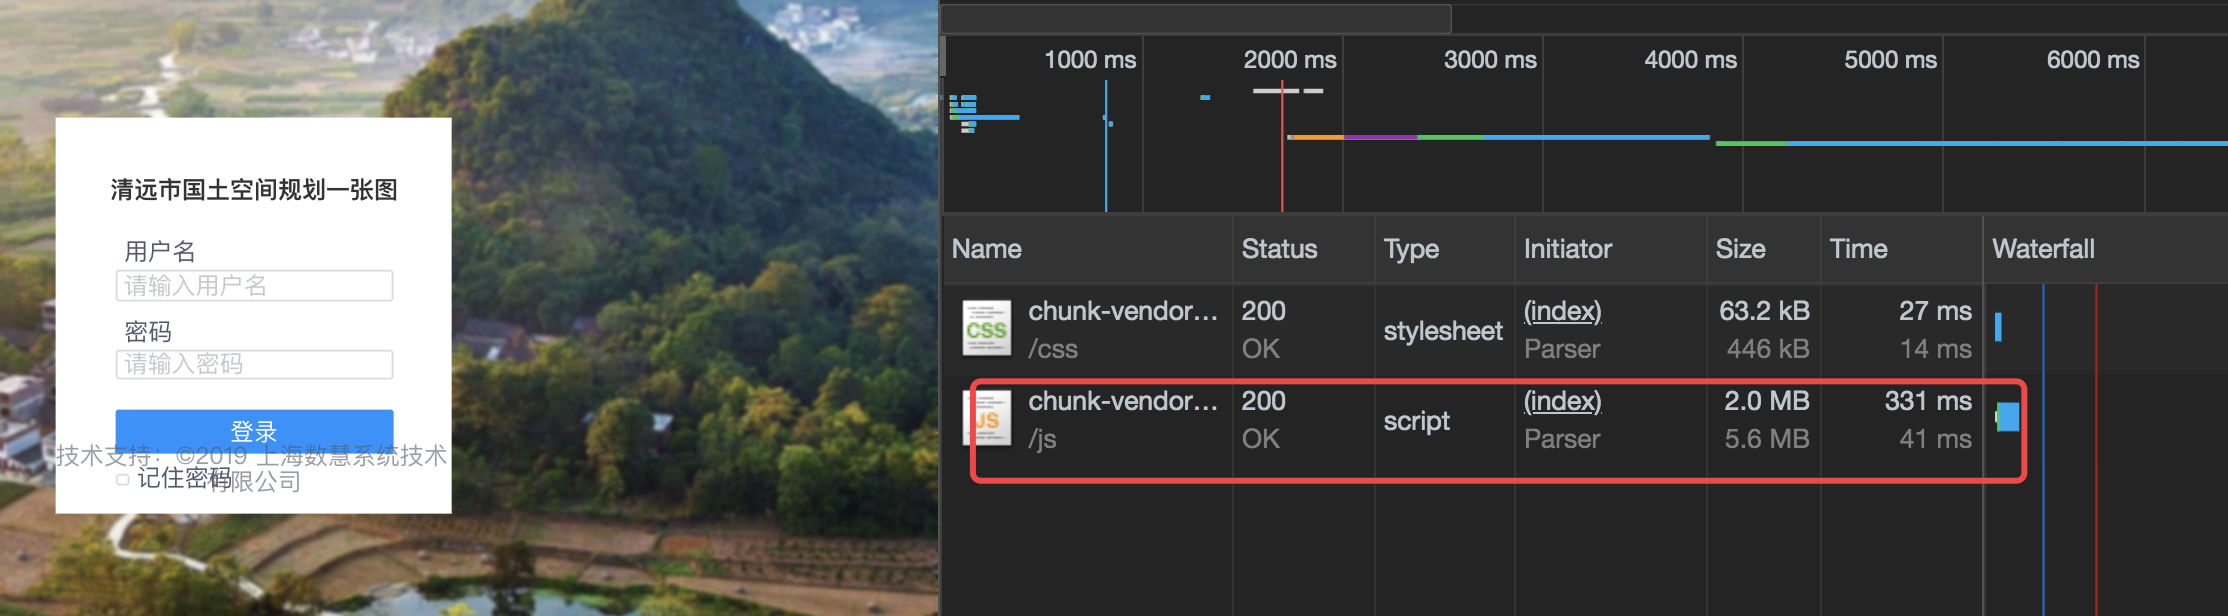 清远市国土空间规划一张图
用户名
请输入用户名
密码
请输入密码
登录
技术支持：©2019 上海数慧系统技术
有限公司
记住密码
1000 ms 2000 ms 3000 ms 4000 ms 5000 ms 6000 ms
Name Status Type Initiator Size Time Waterfall
CSS chunk-vendor... 200 stylesheet (index) 63.2 kB 27 ms
/css OK Parser 446 kB 14 ms
JS chunk-vendor... 200 script (index) 2.0 MB 331 ms
/js OK Parser 5.6 MB 41 ms